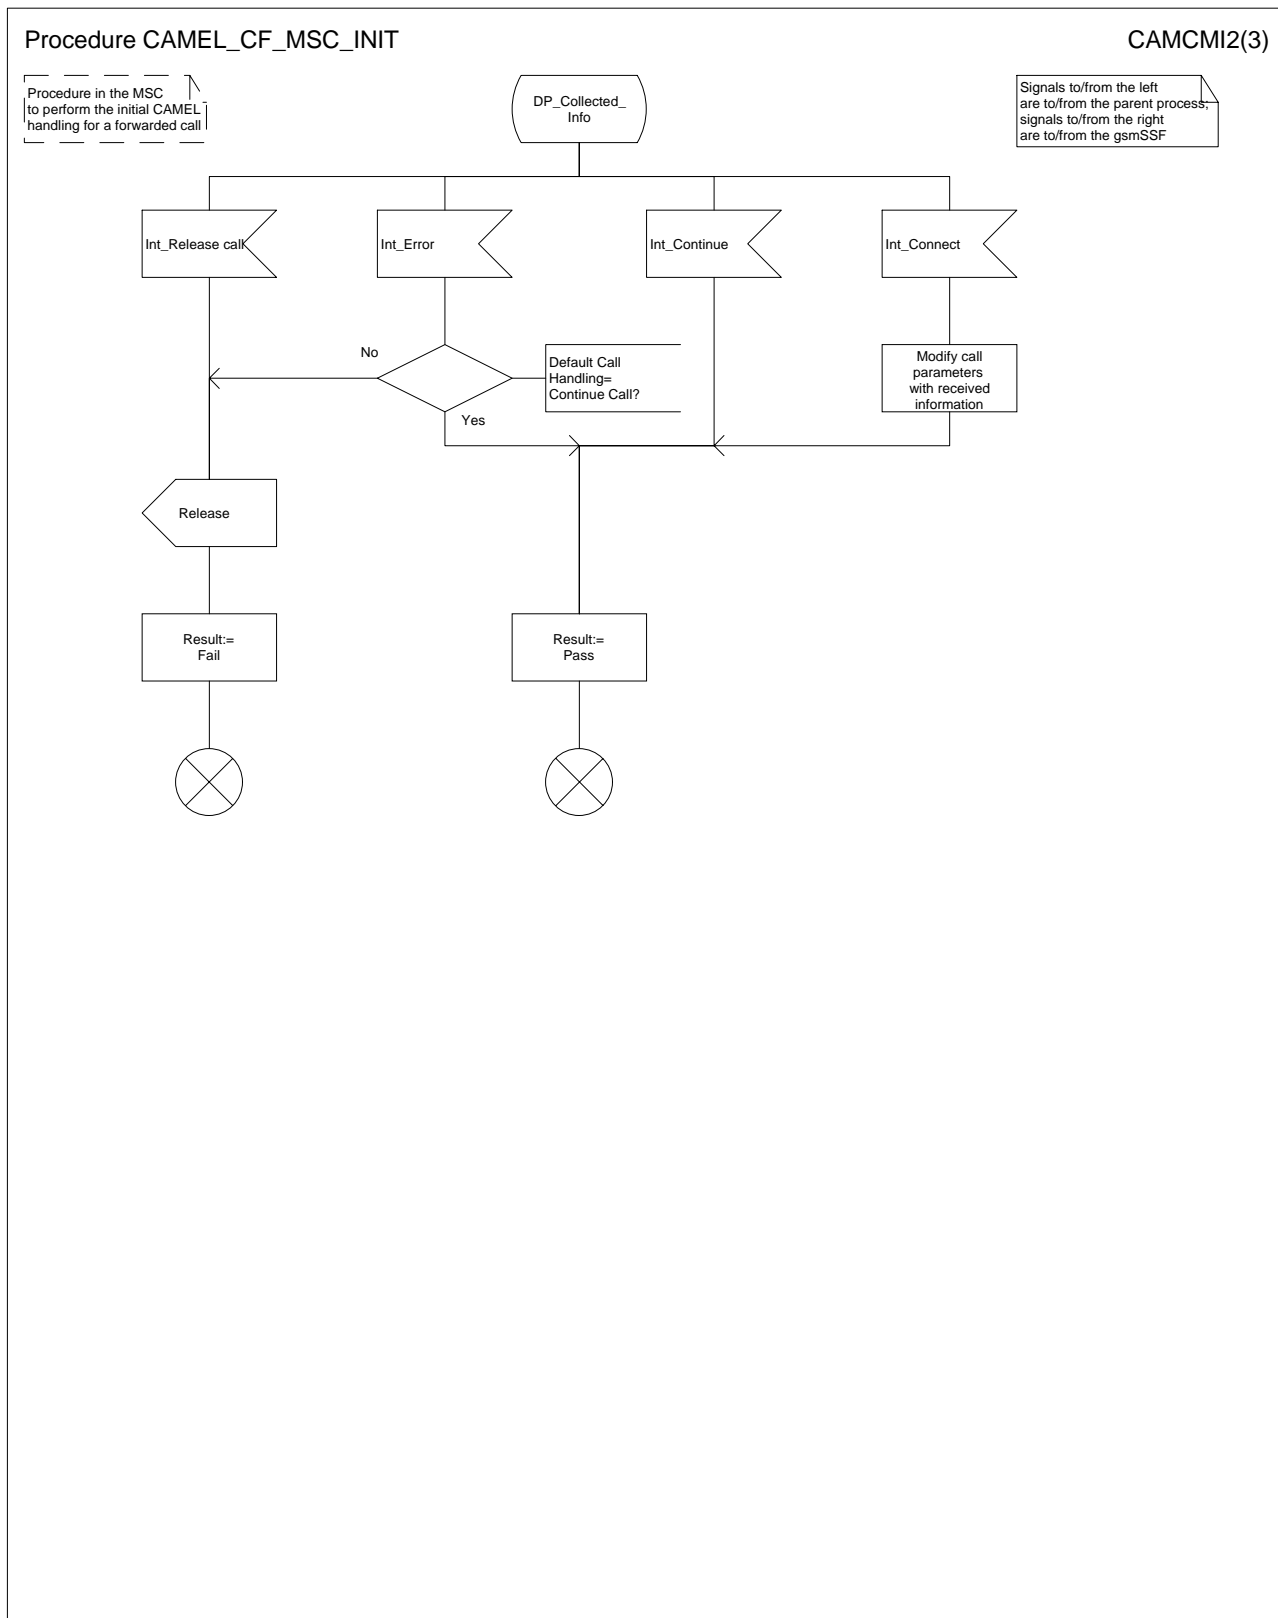 Procedure CAMEL_CF_MSC_INIT
CAMCMI2(3)
Procedure in the MSC
to perform the initial CAMEL
handling for a forwarded call
DP_Collected_
Info
Signals to/from the left
are to/from the parent process;
signals to/from the right
are to/from the gsmSSF
Int_Release call
Int_Error
Int_Continue
Int_Connect
No
Default Call
Handling=
Continue Call?
Modify call
parameters
with received
information
Yes
Release
Result:=
Fail
Result:=
Pass